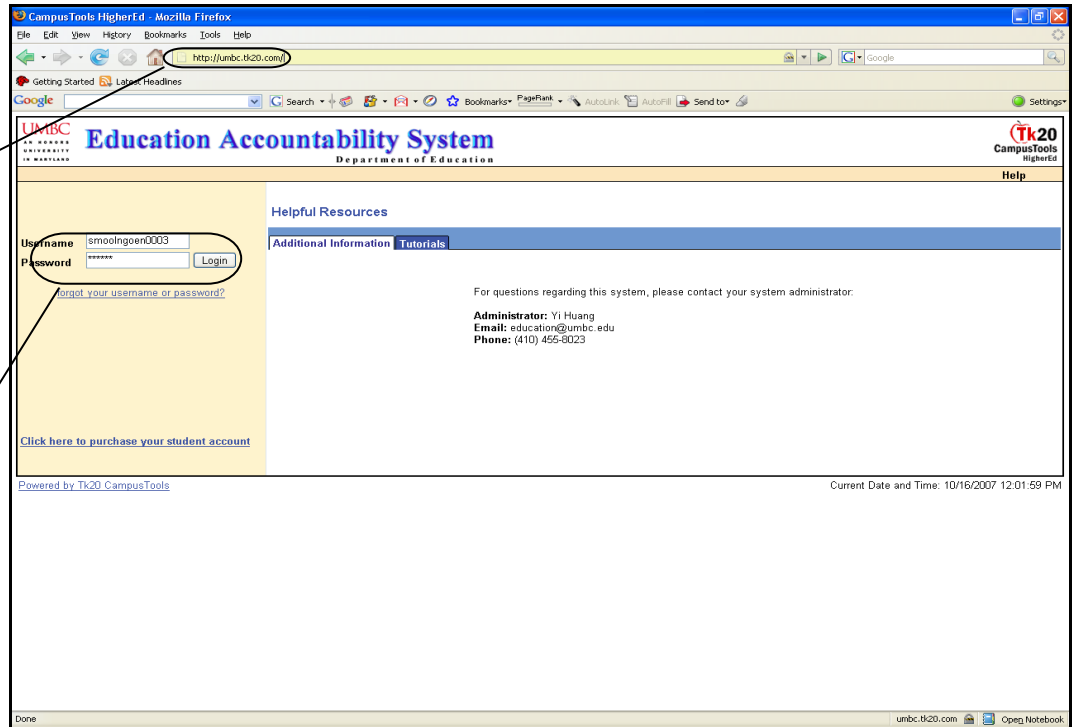 CampusTools HigherEd - Mozilla Firefox
File Edit View History Bookmarks Tools Help
http://umbc.tk20.com/ Google
Getting Started Latest Headlines
Google Search Bookmarks PageRank AutoLink AutoFill Send to Settings
UMBC
AN HONORS
UNIVERSITY
IN MARYLAND
Education Accountability System
Department of Education
Tk20
CampusTools
HigherEd
Help
Helpful Resources
Username smoolngoen0003
Additional Information Tutorials
Password ****** Login
forgot your username or password?
For questions regarding this system, please contact your system administrator:
Administrator: Yi Huang
Email: education@umbc.edu
Phone: (410) 455-8023
Click here to purchase your student account
Powered by Tk20 CampusTools
Current Date and Time: 10/16/2007 12:01:59 PM
Done umbc.tk20.com Open Notebook